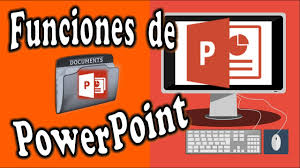 Funciones de
DOCUMENTS
P
P
PowerPoint